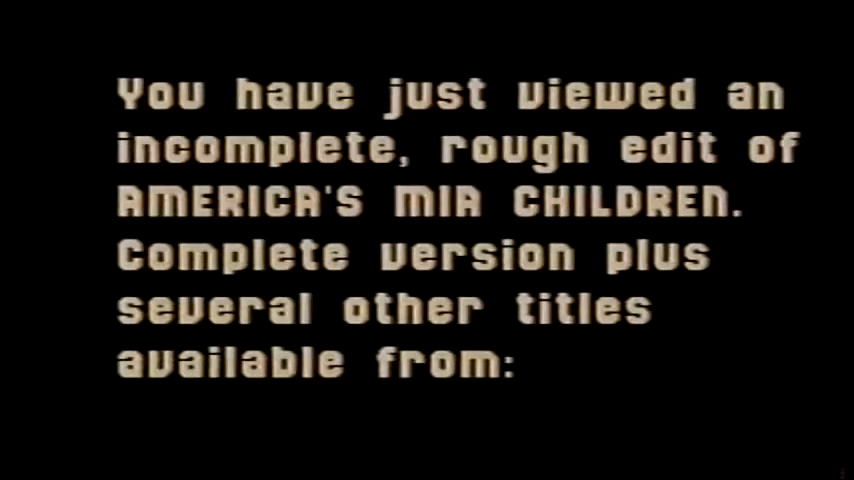 You have just viewed an
incomplete, rough edit of
AMERICA'S MIA CHILDREN.
Complete version plus
several other titles
available from: